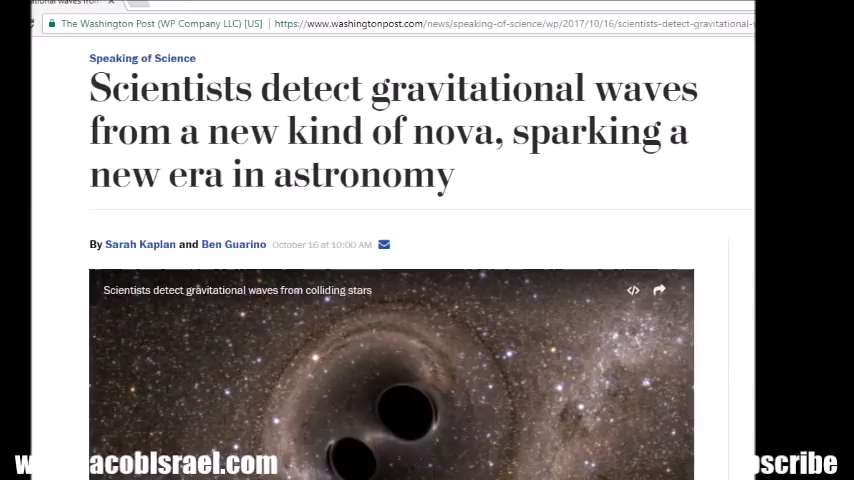 The Washington Post (WP Company LLC) [US] | https://www.washingtonpost.com/news/speaking-of-science/wp/2017/10/16/scientists-detect-gravitational-
Speaking of Science
Scientists detect gravitational waves
from a new kind of nova, sparking a
new era in astronomy
By Sarah Kaplan and Ben Guarino October 16 at 10:00 AM
Scientists detect gravitational waves from colliding stars
acobIsrael.com
scribe